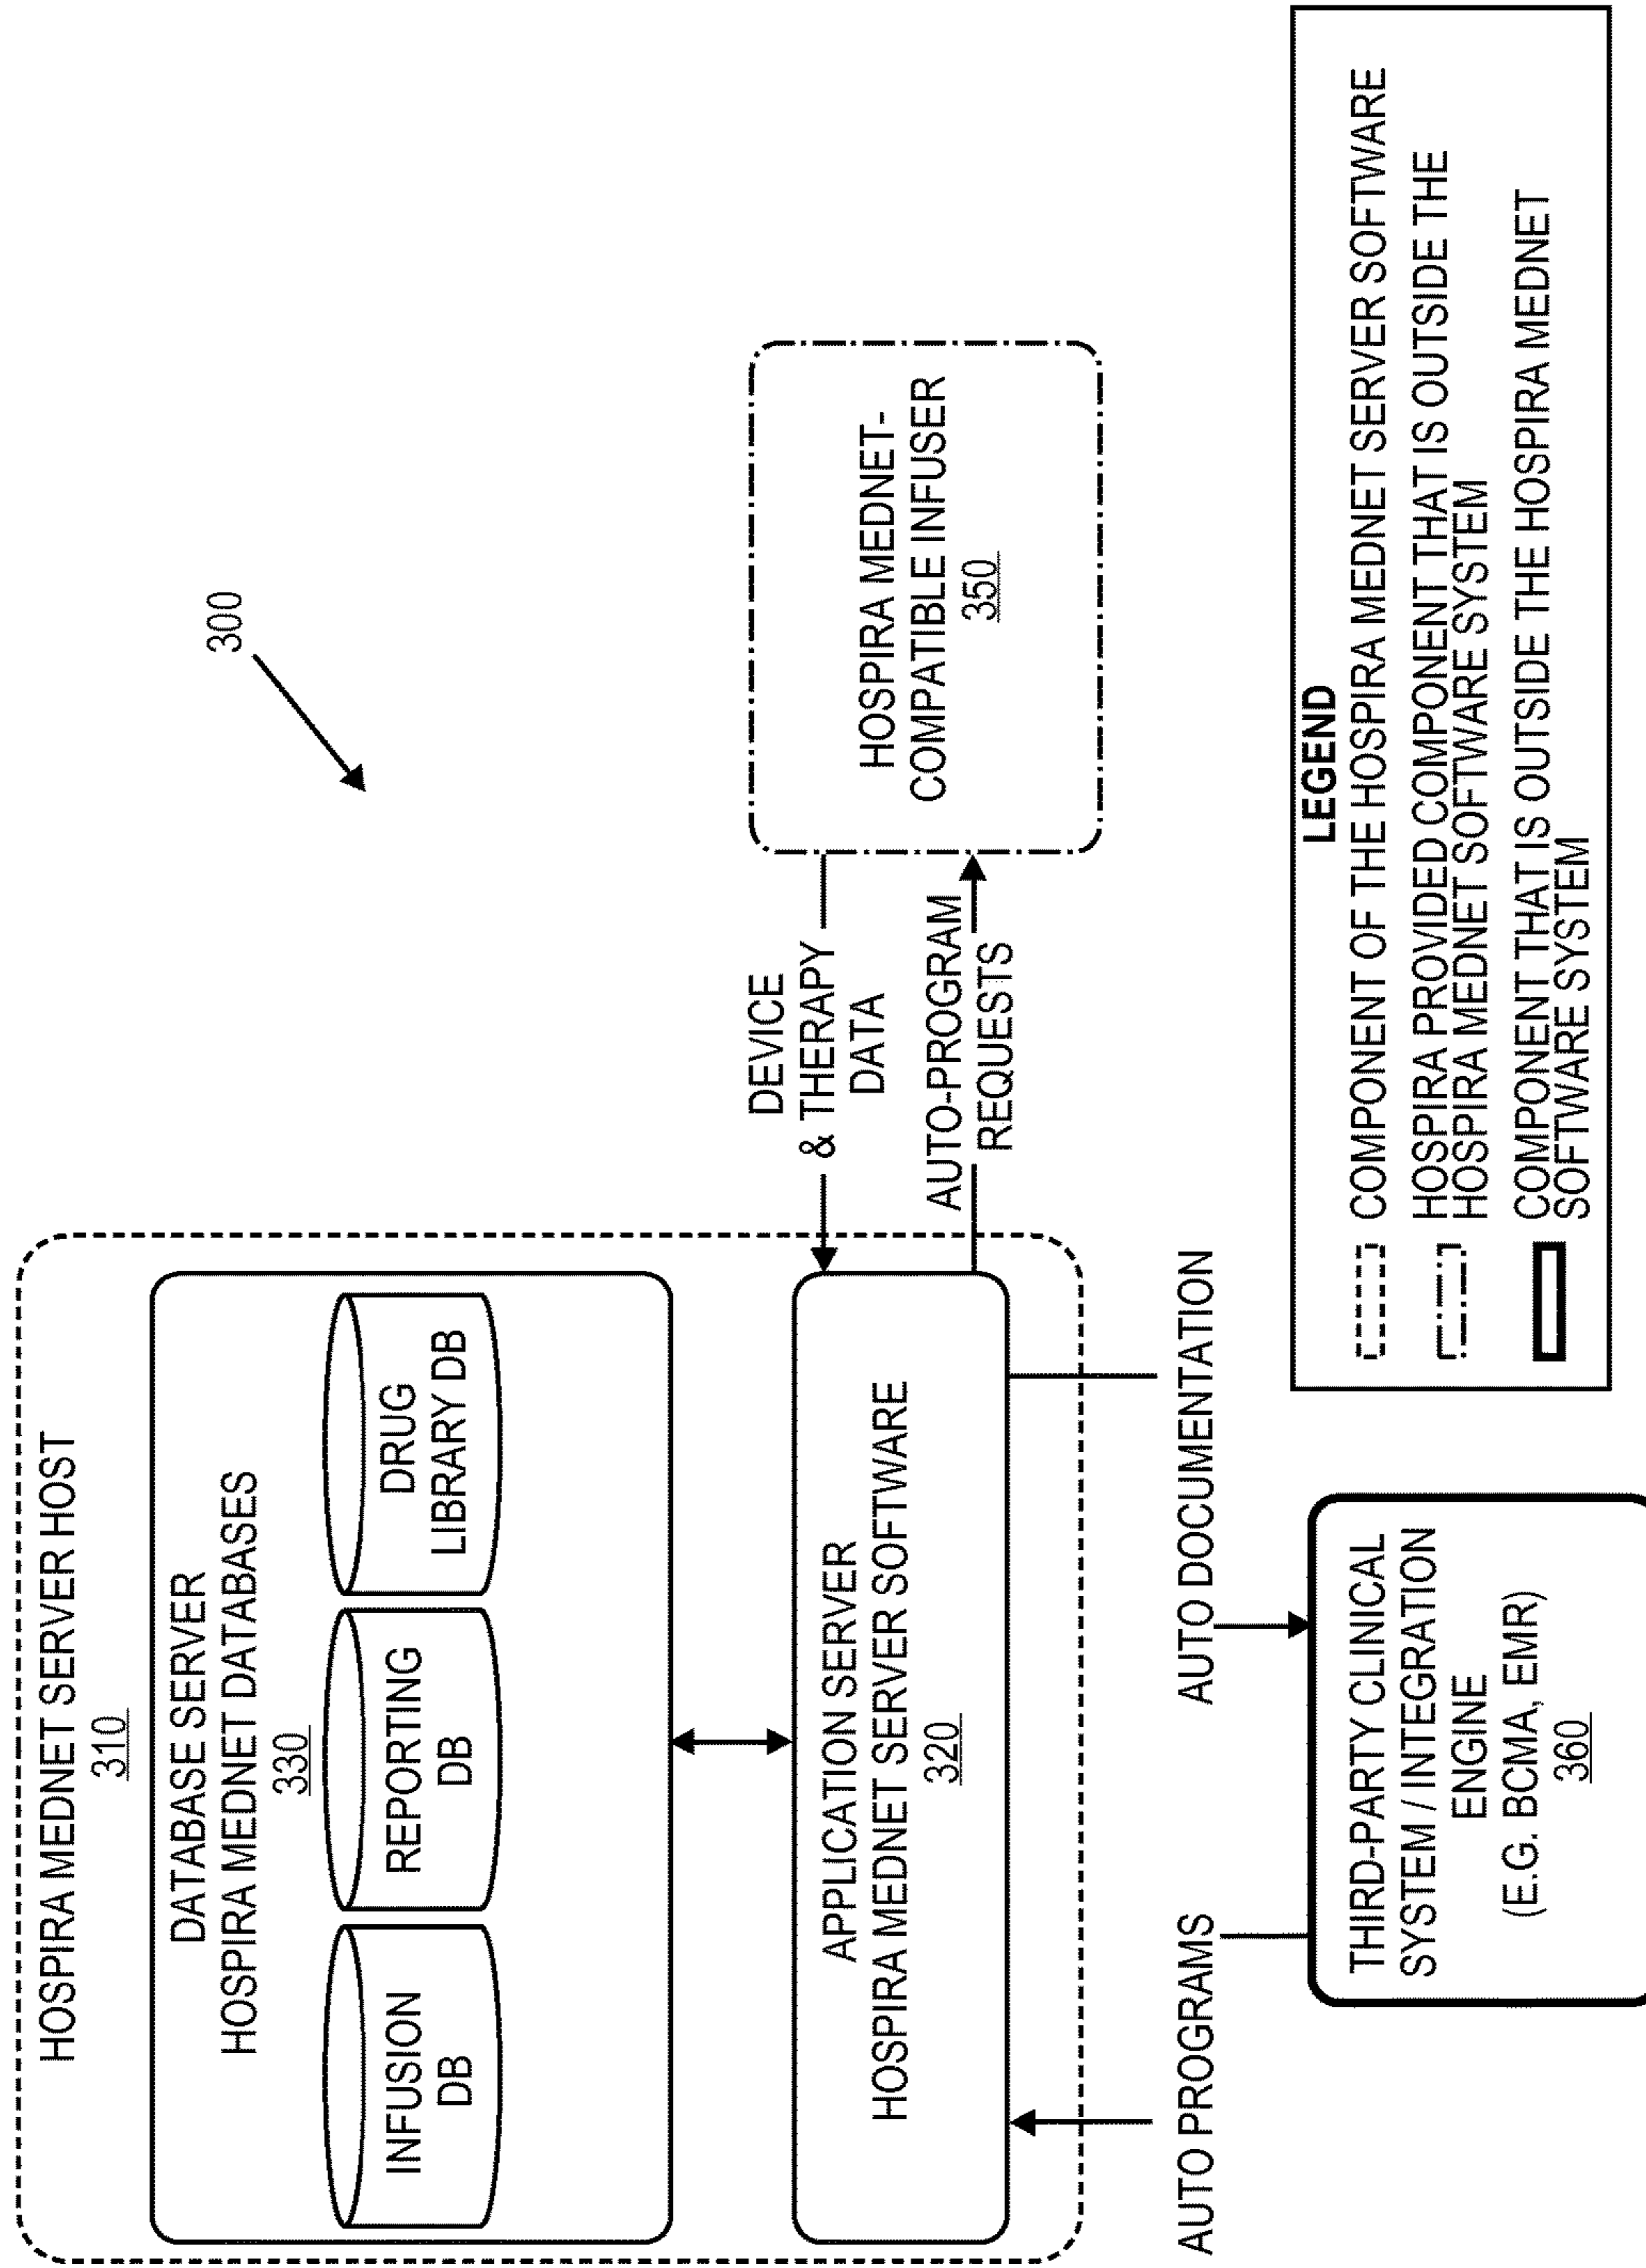 HOSPIRA MEDNET SERVER HOST
310
DATABASE SERVER
HOSPIRA MEDNET DATABASES
330
INFUSION
DB
REPORTING
DB
DRUG
LIBRARY DB
APPLICATION SERVER
HOSPIRA MEDNET SERVER SOFTWARE
320
300
DEVICE
& THERAPY
DATA
AUTO-PROGRAM
REQUESTS
HOSPIRA MEDNET-
COMPATIBLE INFUSER
350
AUTO PROGRAMS
AUTO DOCUMENTATION
THIRD-PARTY CLINICAL
SYSTEM / INTEGRATION
ENGINE
(E.G. BCMA, EMR)
360
LEGEND
COMPONENT OF THE HOSPIRA MEDNET SERVER SOFTWARE
HOSPIRA PROVIDED COMPONENT THAT IS OUTSIDE THE
HOSPIRA MEDNET SOFTWARE SYSTEM
COMPONENT THAT IS OUTSIDE THE HOSPIRA MEDNET
SOFTWARE SYSTEM